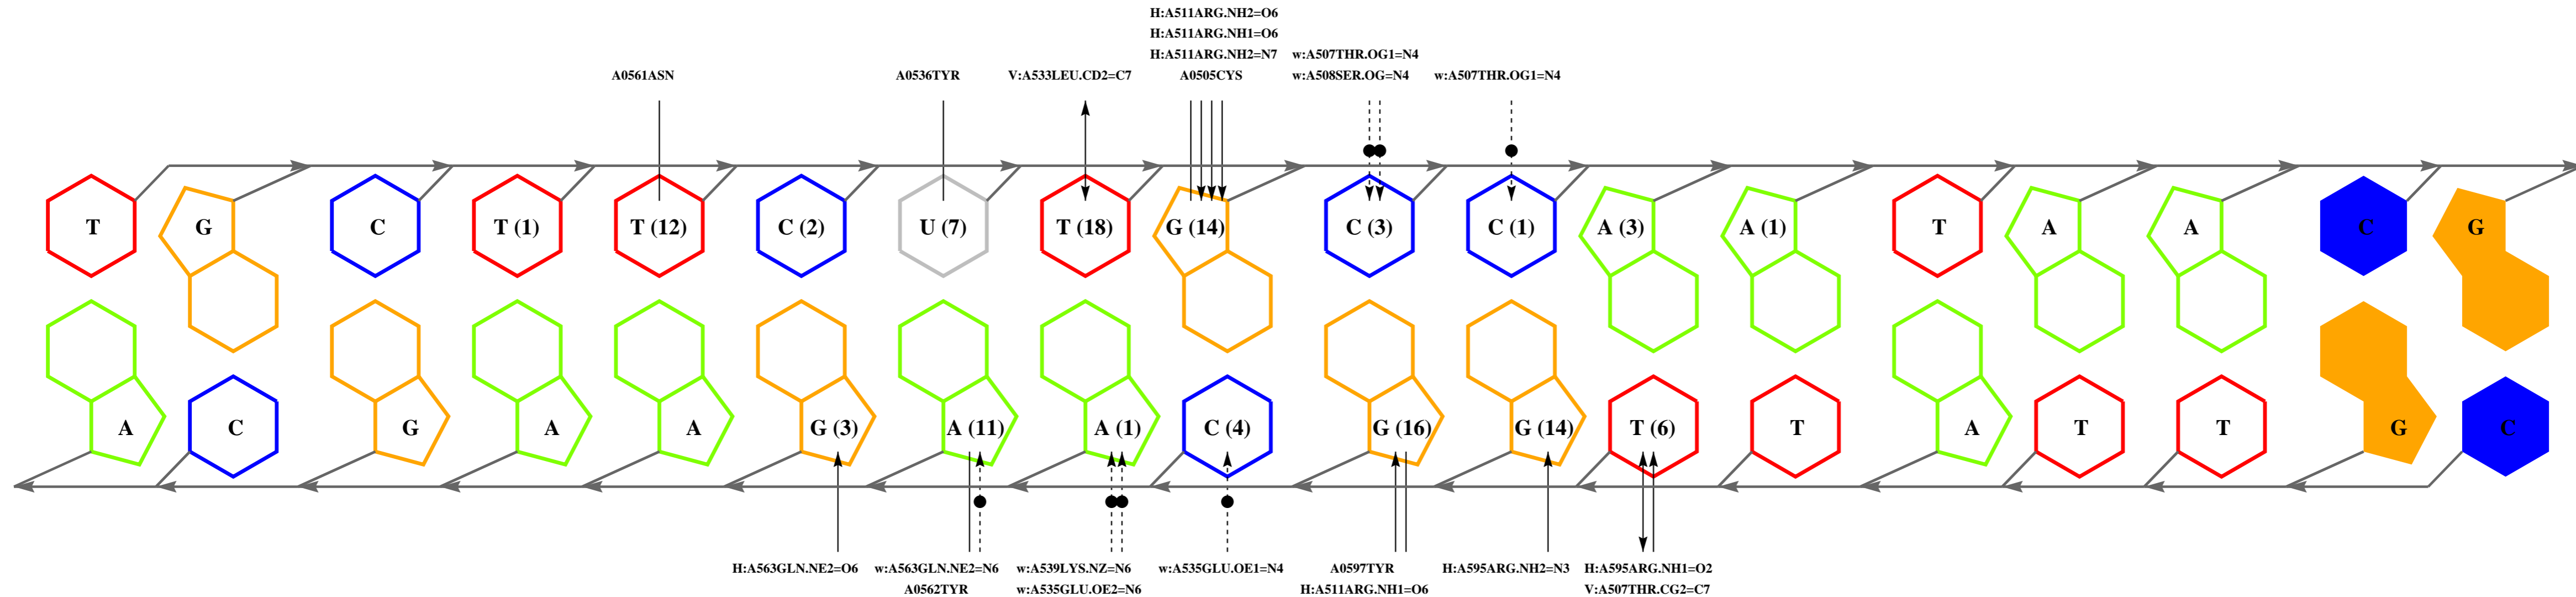 H:A511ARG.NH2=O6
H:A511ARG.NH1=O6
H:A511ARG.NH2=N7 w:A507THR.OG1=N4
A0561ASN A0536TYR V:A533LEU.CD2=C7 A0505CYS w:A508SER.OG=N4 w:A507THR.OG1=N4
T G C T (1) T (12) C (2) U (7) T (18) G (14) C (3) C (1) A (3) A (1) T A A C G
A C G A A G (3) A (11) A (1) C (4) G (16) G (14) T (6) T A T T G C
H:A563GLN.NE2=O6 w:A563GLN.NE2=N6 w:A539LYS.NZ=N6 w:A535GLU.OE1=N4 A0597TYR H:A595ARG.NH2=N3 H:A595ARG.NH1=O2
A0562TYR w:A535GLU.OE2=N6 H:A511ARG.NH1=O6 V:A507THR.CG2=C7